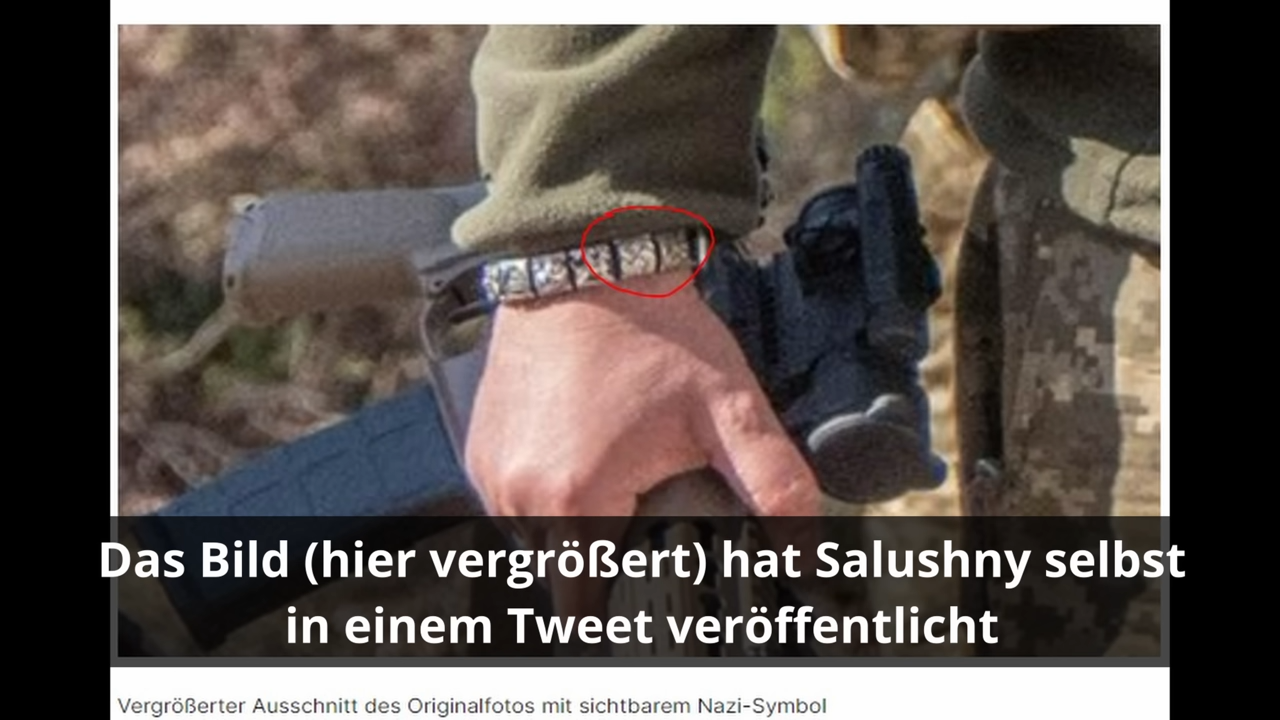 Das Bild (hier vergrößert) hat Salushny selbst
in einem Tweet veröffentlicht
Vergrößerter Ausschnitt des Originalfotos mit sichtbarem Nazi-Symbol